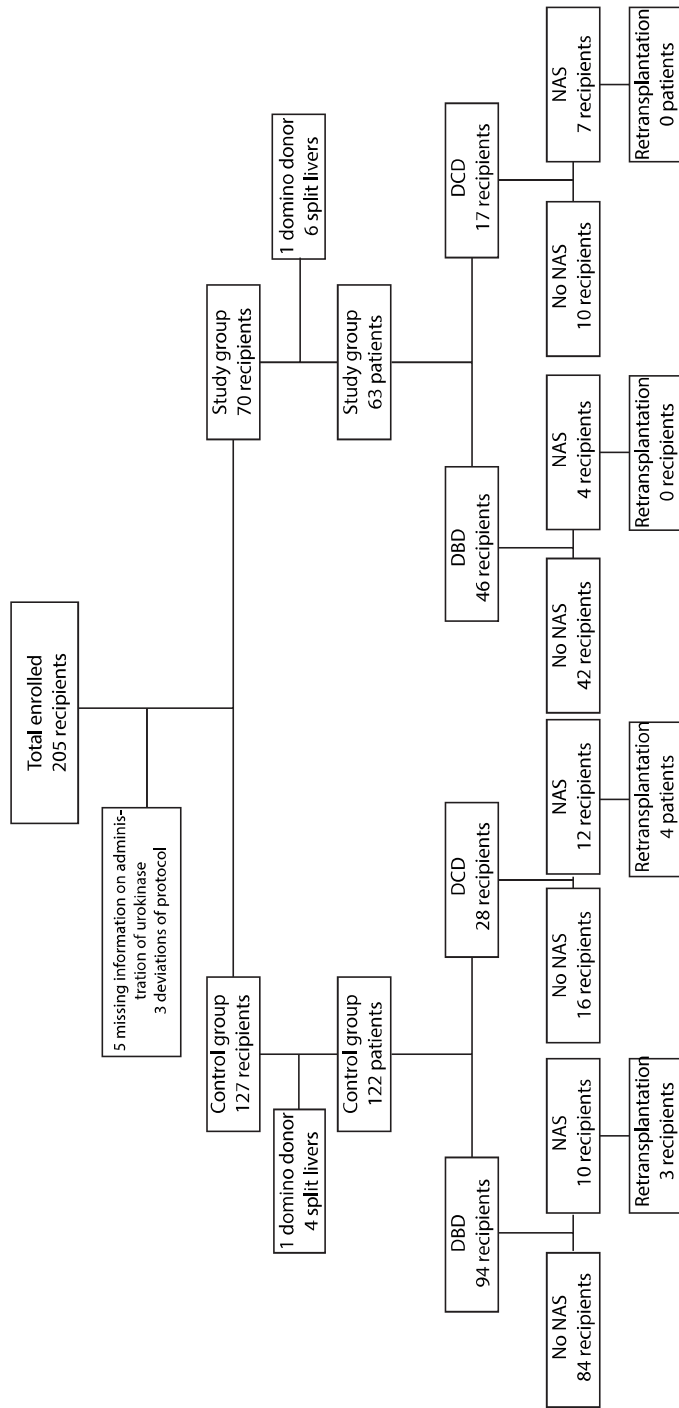 Total enrolled
205 recipients
5 missing information on adminis-
tration of urokinase
3 deviations of protocol
Control group
127 recipients
Study group
70 recipients
1 domino donor
4 split livers
1 domino donor
6 split livers
Control group
122 patients
Study group
63 patients
DBD
94 recipients
DCD
28 recipients
DBD
46 recipients
DCD
17 recipients
No NAS
84 recipients
NAS
10 recipients
No NAS
16 recipients
NAS
12 recipients
No NAS
42 recipients
NAS
4 recipients
No NAS
10 recipients
NAS
7 recipients
Retransplantation
3 recipients
Retransplantation
4 patients
Retransplantation
0 recipients
Retransplantation
0 patients